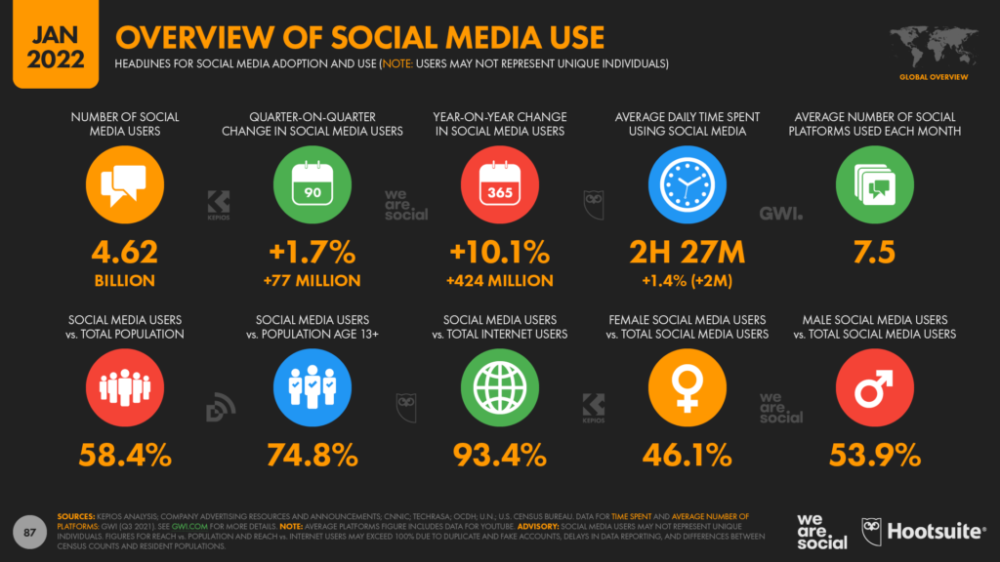 JAN
2022
OVERVIEW OF SOCIAL MEDIA USE
HEADLINES FOR SOCIAL MEDIA ADOPTION AND USE (NOTE: USERS MAY NOT REPRESENT UNIQUE INDIVIDUALS)
GLOBAL OVERVIEW
NUMBER OF SOCIAL
MEDIA USERS
QUARTER-ON-QUARTER
CHANGE IN SOCIAL MEDIA USERS
YEAR-ON-YEAR CHANGE
IN SOCIAL MEDIA USERS
AVERAGE DAILY TIME SPENT
USING SOCIAL MEDIA
AVERAGE NUMBER OF SOCIAL
PLATFORMS USED EACH MONTH
90
365
KEPIOS
we
are
social
GWI.
4.62
BILLION
+1.7%
+77 MILLION
+10.1%
+424 MILLION
2H 27M
+1.4% (+2M)
7.5
SOCIAL MEDIA USERS
vs. TOTAL POPULATION
SOCIAL MEDIA USERS
vs. POPULATION AGE 13+
SOCIAL MEDIA USERS
vs. TOTAL INTERNET USERS
FEMALE SOCIAL MEDIA USERS
vs. TOTAL SOCIAL MEDIA USERS
MALE SOCIAL MEDIA USERS
vs. TOTAL SOCIAL MEDIA USERS
KEPIOS
we
are
social
58.4%
74.8%
93.4%
46.1%
53.9%
87
SOURCES: KEPIOS ANALYSIS; COMPANY ADVERTISING RESOURCES AND ANNOUNCEMENTS; CNNIC; TECHRASA; OCDH; U.N.; U.S. CENSUS BUREAU. DATA FOR TIME SPENT AND AVERAGE NUMBER OF
PLATFORMS: GWI (Q3 2021). SEE GWI.COM FOR MORE DETAILS. NOTE: AVERAGE PLATFORMS FIGURE INCLUDES DATA FOR YOUTUBE. ADVISORY: SOCIAL MEDIA USERS MAY NOT REPRESENT UNIQUE
INDIVIDUALS. FIGURES FOR REACH vs. POPULATION AND REACH vs. INTERNET USERS MAY EXCEED 100% DUE TO DUPLICATE AND FAKE ACCOUNTS, DELAYS IN DATA REPORTING, AND DIFFERENCES BETWEEN
CENSUS COUNTS AND RESIDENT POPULATIONS.
we
are
social
Hootsuite®